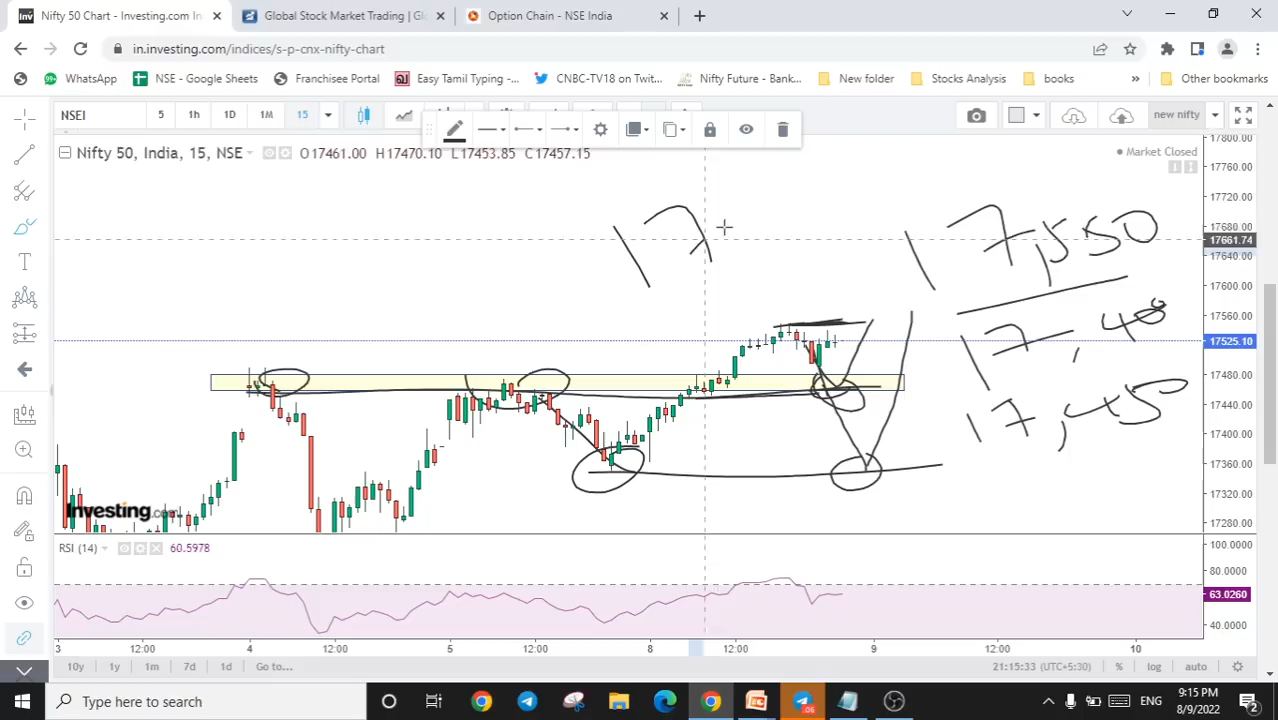 Nifty 50 Chart - Investing.com In
Global Stock Market Trading | Glo
Option Chain - NSE India
in.investing.com/indices/s-p-cnx-nifty-chart
WhatsApp
NSE - Google Sheets
Franchisee Portal
Easy Tamil Typing -...
CNBC-TV18 on Twit...
Nifty Future - Bank...
New folder
Stocks Analysis
books
»
Other bookmarks
NSEI
5
1h
1D
1M
15
new nifty
Nifty 50, India, 15, NSE
O17461.00 H17470.10 L17453.85 C17457.15
Market Closed
17800.00
17760.00
17720.00
17680.00
17661.74
17640.00
17600.00
17560.00
17525.10
17480.00
17440.00
17400.00
17360.00
17320.00
17280.00
17
17,550
17,450
Investing.com
RSI (14)
60.5978
100.0000
80.0000
63.0260
40.0000
3
12:00
4
12:00
5
12:00
8
12:00
9
12:00
10
10y
1y
1m
7d
1d
Go to...
21:15:33 (UTC+5:30)
%
log
auto
Type here to search
.06
ENG
9:15 PM
8/9/2022
2